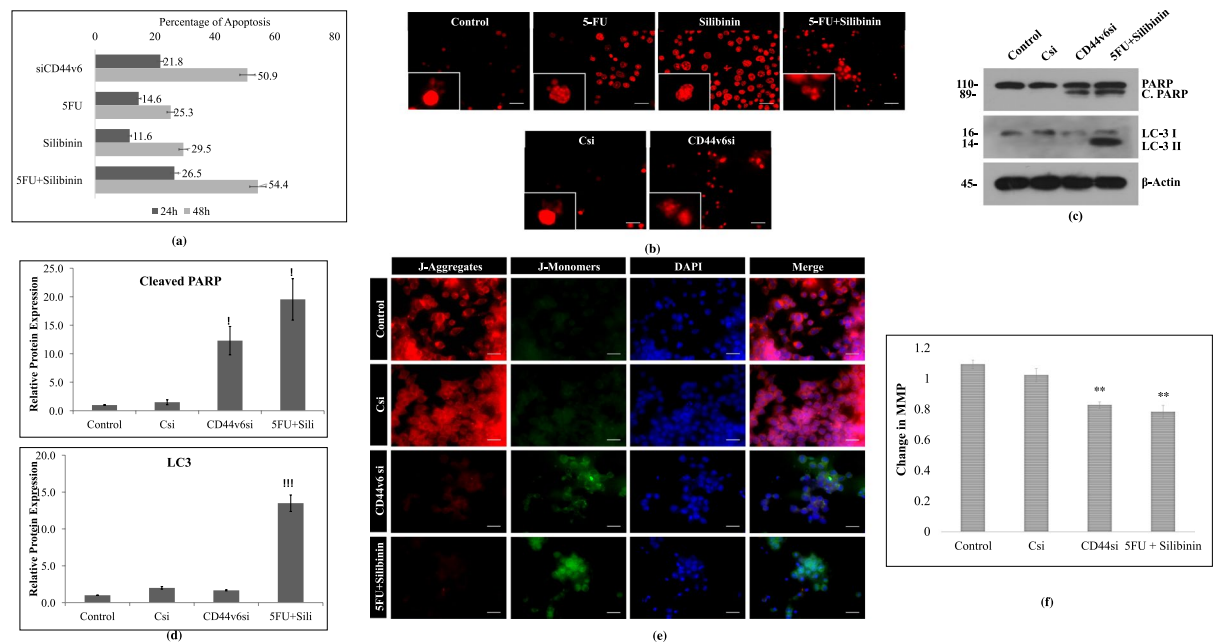 Percentage of Apoptosis
0 20 40 60 80
siCD44v6
21.8
50.9
5FU
14.6
25.3
Silibinin
11.6
29.5
5FU+Silibinin
26.5
54.4
24h 48h
(a)
Control 5-FU Silibinin 5-FU+Silibinin
Csi CD44v6si
(b)
Control Csi CD44v6si 5FU+Silibinin
110- PARP
89- C. PARP
16- LC-3 I
14- LC-3 II
45- β-Actin
(c)
Cleaved PARP
Relative Protein Expression
25.0
20.0
15.0
10.0
5.0
0.0
!
!
Control Csi CD44v6si 5FU+Sili
LC3
Relative Protein Expression
20.0
15.0
10.0
5.0
0.0
!!!
Control Csi CD44v6si 5FU+Sili
(d)
J-Aggregates J-Monomers DAPI Merge
Control
Csi
CD44v6 si
5FU+Silibinin
(e)
Change in MMP
1.2
1
0.8
0.6
0.4
0.2
0
**
**
Control Csi CD44si 5FU + Silibinin
(f)